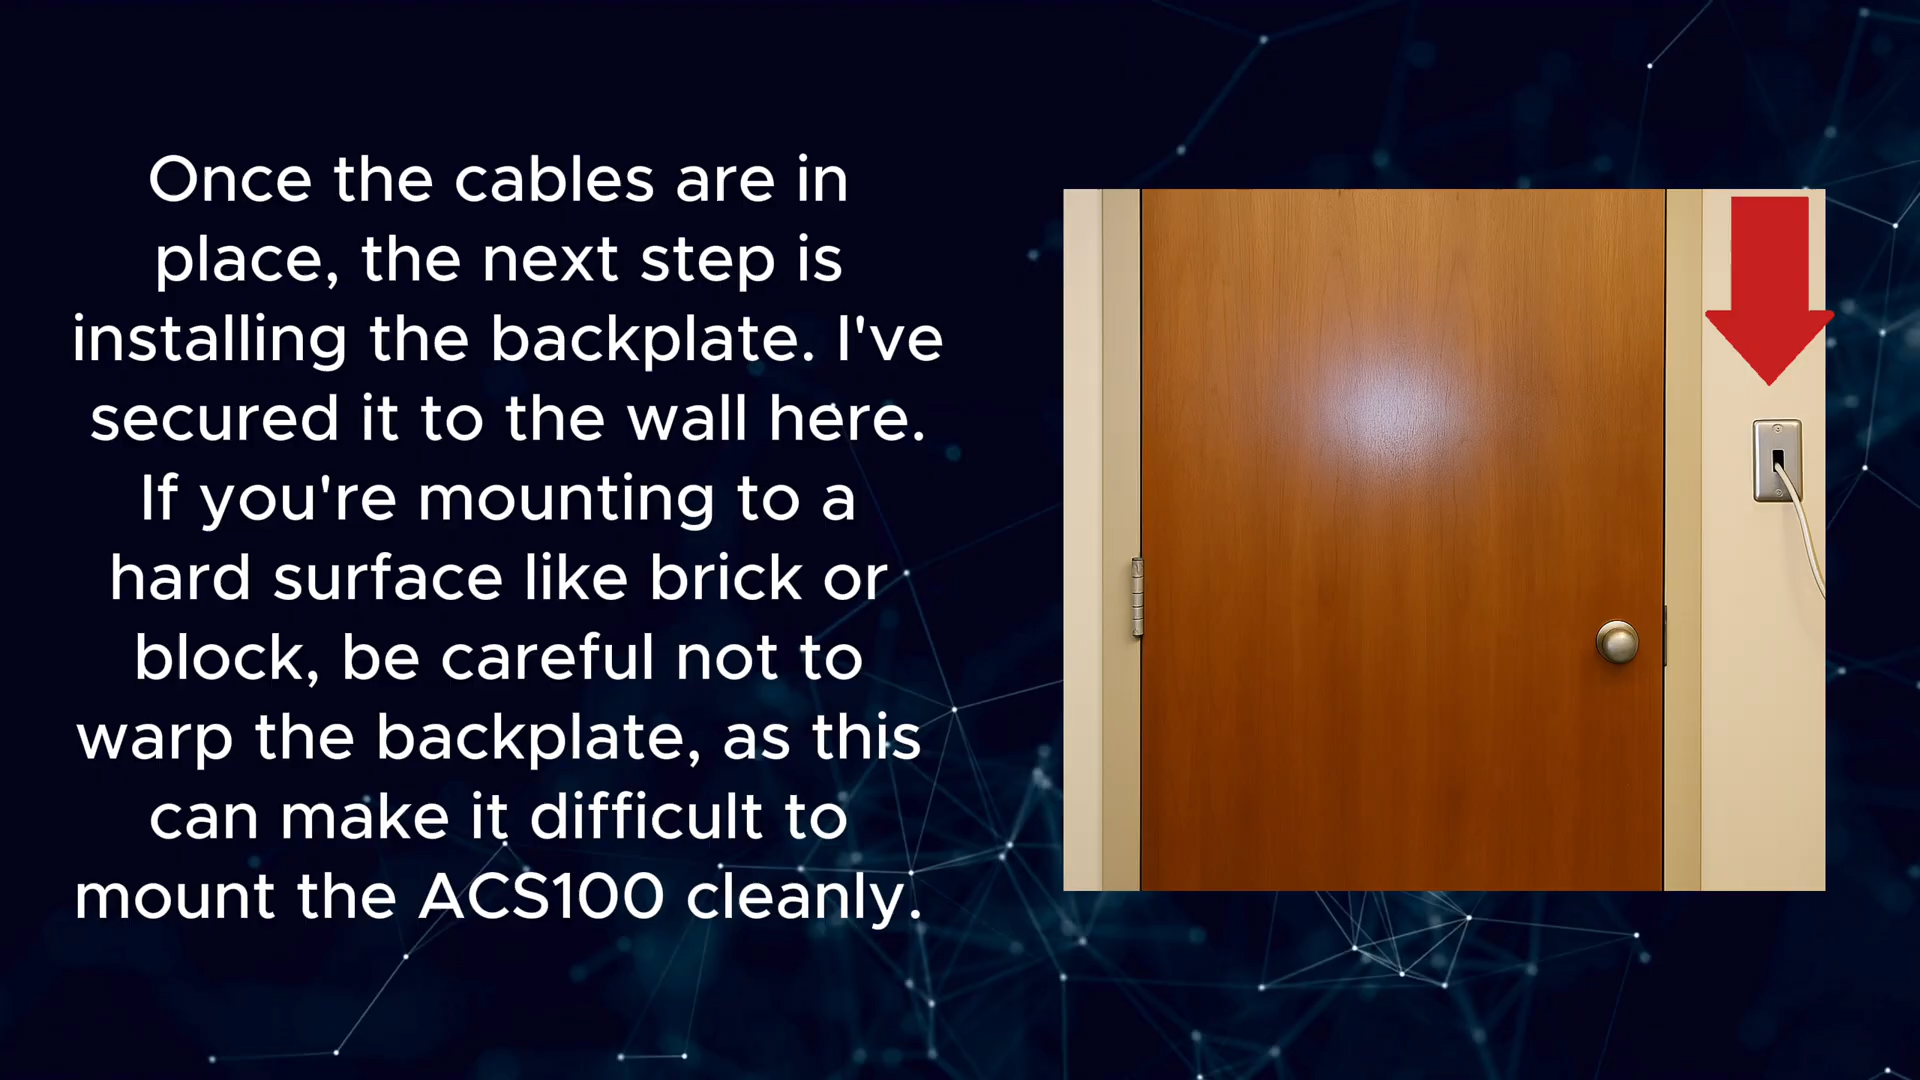 Once the cables are in
place, the next step is
installing the backplate. I've
secured it to the wall here.
If you're mounting to a
hard surface like brick or
block, be careful not to
warp the backplate, as this
can make it difficult to
mount the ACS100 cleanly.